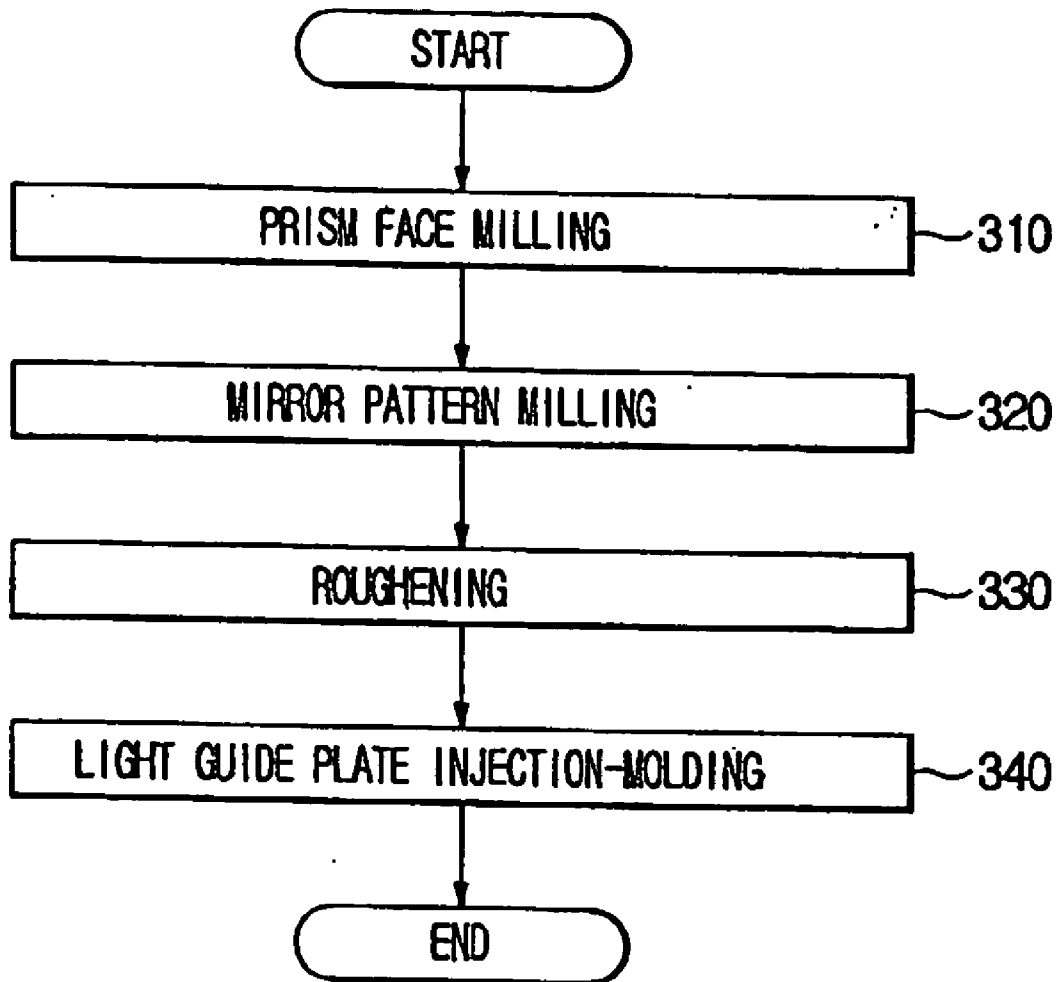 START
PRISM FACE MILLING
310
MIRROR PATTERN MILLING
320
ROUGHENING
330
LIGHT GUIDE PLATE INJECTION-MOLDING
340
END